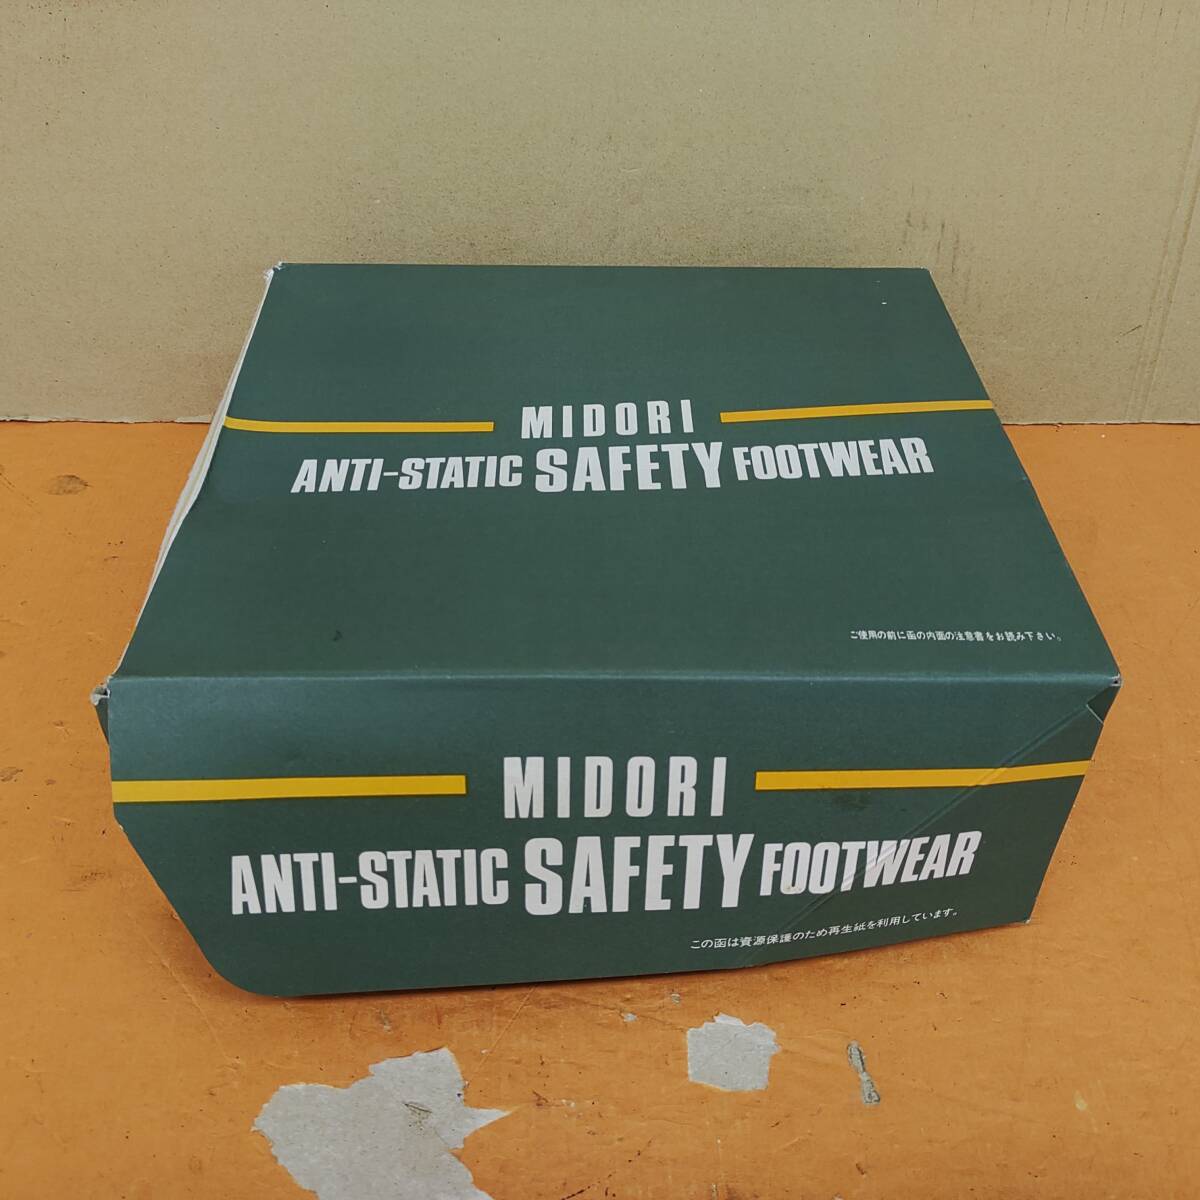 MIDORI
ANTI-STATIC SAFETY FOOTWEAR
ご使用の前に函の内面の注意書をお読み下さい。
MIDORI
ANTI-STATIC SAFETY FOOTWEAR
この函は資源保護のため再生紙を利用しています。